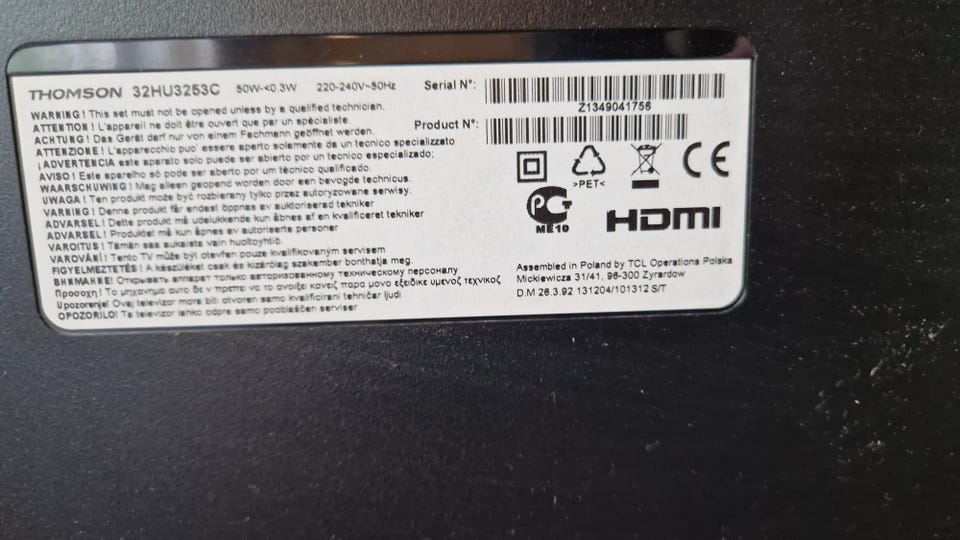 THOMSON 32HU3253C 50W-<0.3W 220-240V~50Hz Serial N°:
Z1349041756
Product N°:
WARNING! This set must not be opened unless by a qualified technician.
ATTENTION! L'appareil ne doit être ouvert que par un spécialiste.
ACHTUNG! Das Gerät darf nur von einem Fachmann geöffnet werden.
ATTENZIONE! L'apparecchio puo' essere aperto solamente da un tecnico specializzato
¡ADVERTENCIA este aparato solo puede ser abierto por un tecnico especializado;
AVISO! Este aparelho só pode ser aberto por um técnico qualificado.
WAARSCHUWING! Mag alleen geopend worden door een bevogde technicus.
UWAGA! Ten produkt może być rozbierany tylko przez autoryzowane serwisy.
VARNING! Denna produkt får endast öppnas av auktoriserad tekniker
ADVARSEL! Dette produkt må udelukkende kun åbnes af en kvalificeret tekniker
ADVARSEL! Produktet må kun åpnes av autoriserte personer
VAROITUS! Tämän saa aukaista vain huoltoyhtiö.
VAROVÁNÍ! Tento TV může být otevřen pouze kvalifikovaným servisem
FIGYELMEZTETÉS! A készüléket csak és kizárólag szakember bonthatja meg.
ВНИМАНИЕ! Открывать аппарат только авторизованному техническому персоналу
Προσοχη! Το μηχανημα αυτο δε ν πρεπει να το ανοιξει κανεις παρα μονο εξειδικε υμενος τεχνικος
Upozorenje! Ovaj televizor more biti otvoren samo kvalificirani tehničar ljudi
OPOZORILO! Ta televizor lahko odpre samo pooblaščen serviser
>PET<
CE
PCT
ME10
HDMI
Assembled in Poland by TCL Operations Polska
Mickiewicza 31/41, 96-300 Zyrardow
D.M 26.3.92 131204/101312 S/T